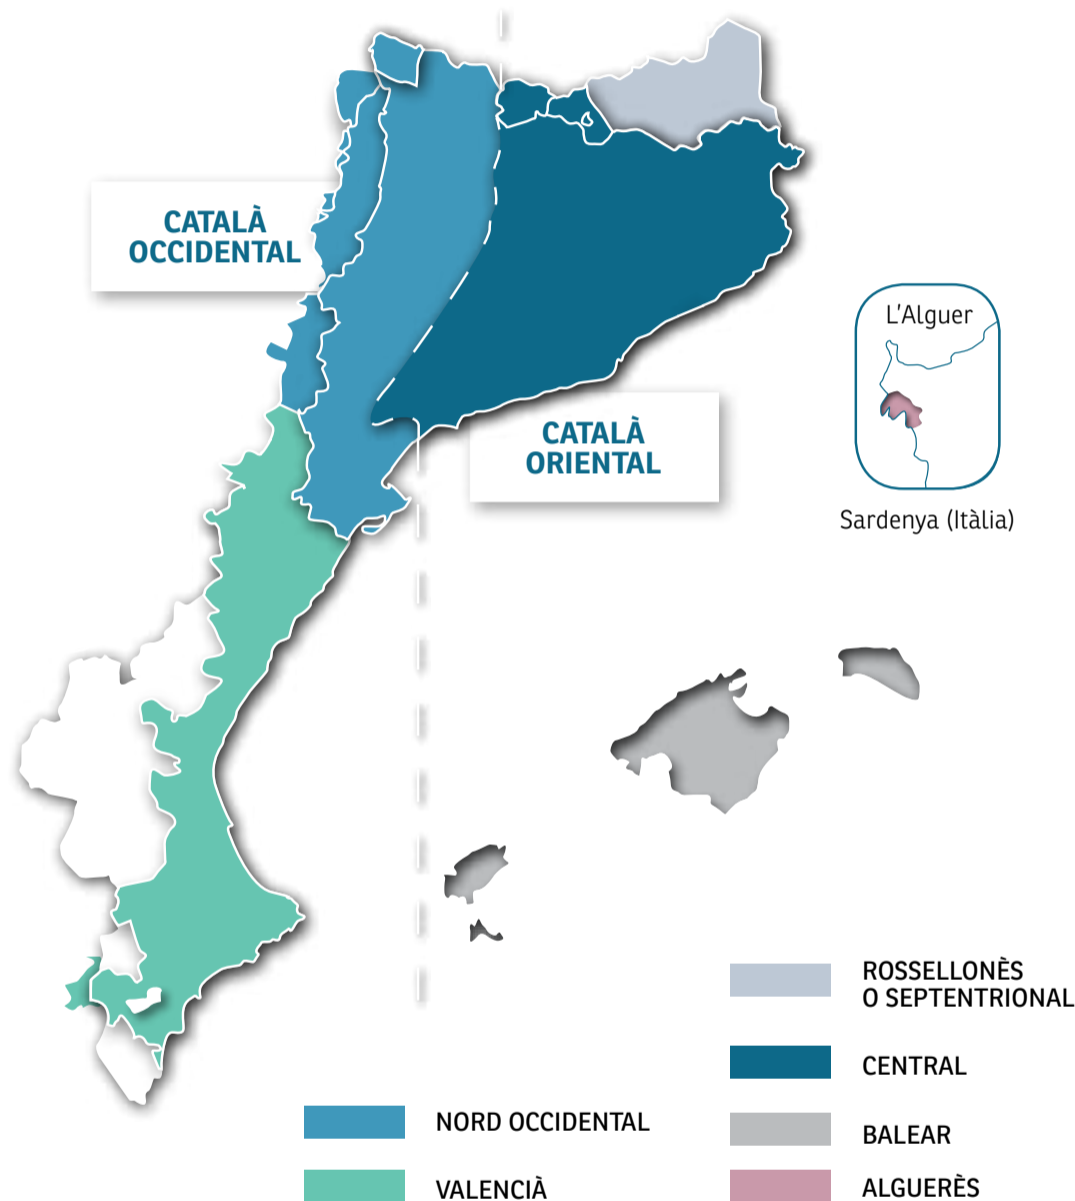 CATALÀ
OCCIDENTAL
L'Alguer
CATALÀ
ORIENTAL
Sardenya (Itàlia)
ROSSELLONÈS
O SEPTENTRIONAL
CENTRAL
NORD OCCIDENTAL
BALEAR
VALENCIÀ
ALGUERÈS